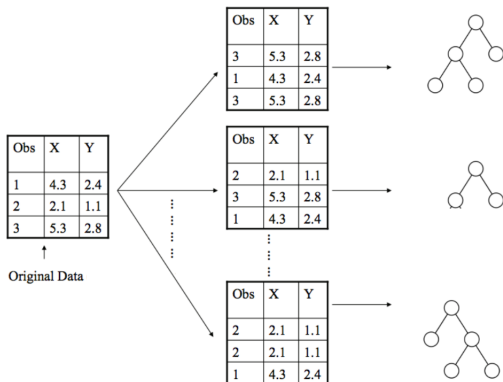 Obs X Y
3 5.3 2.8
1 4.3 2.4
3 5.3 2.8
Obs X Y
1 4.3 2.4
2 2.1 1.1
3 5.3 2.8
Original Data
Obs X Y
2 2.1 1.1
3 5.3 2.8
1 4.3 2.4
Obs X Y
2 2.1 1.1
2 2.1 1.1
1 4.3 2.4